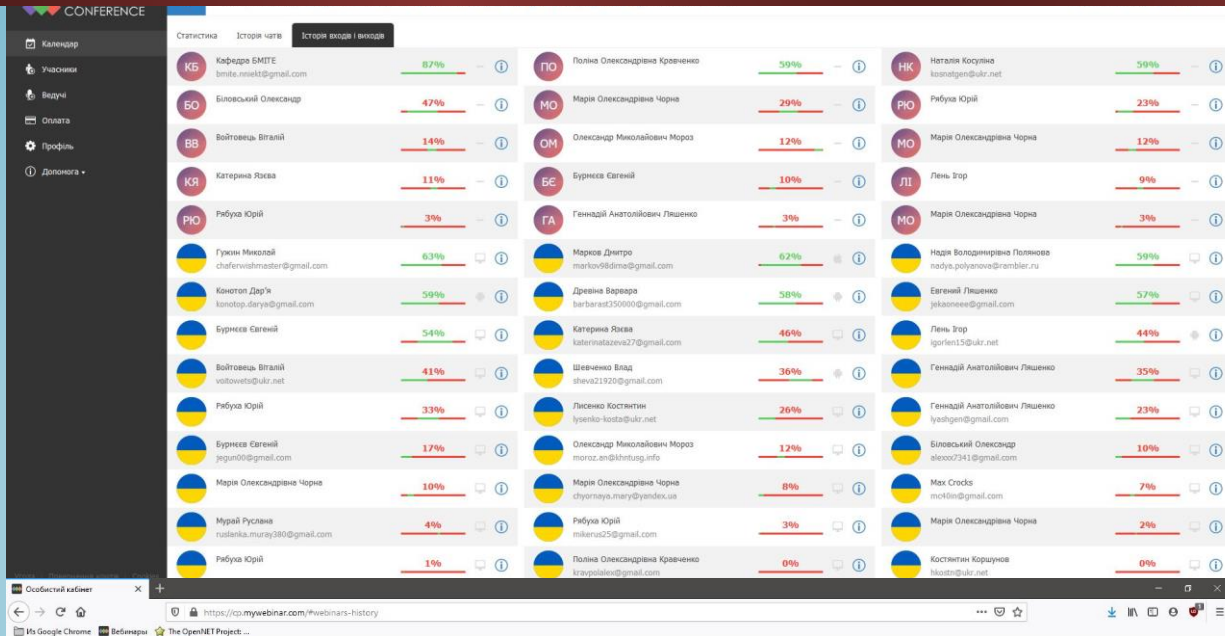 CONFERENCE
Календар
Учасники
Ведучі
Оплата
Профіль
Допомога
Статистика Історія чатів Історія входів і виходів
КБ Кафедра БМІТЕ 87%
bmite.nniekt@gmail.com
ПО Поліна Олександрівна Кравченко 59%
НК Наталія Косуліна 59%
kosnatgen@ukr.net
БО Біловський Олександр 47%
МО Марія Олександрівна Чорна 29%
РЮ Рябуха Юрій 23%
ВВ Войтовець Віталій 14%
ОМ Олександр Миколайович Мороз 12%
МО Марія Олександрівна Чорна 12%
КЯ Катерина Язєва 11%
БЄ Бурмєєв Євгеній 10%
ЛІ Лень Ігор 9%
РЮ Рябуха Юрій 3%
ГА Геннадій Анатолійович Ляшенко 3%
МО Марія Олександрівна Чорна 3%
Гужин Миколай 63%
chaferwishmaster@gmail.com
Марков Дмитро 62%
markov98dima@gmail.com
Надія Володимирівна Полянова 59%
nadya.polyanova@rambler.ru
Конотоп Дар'я 59%
konotop.darya@gmail.com
Древіна Варвара 58%
barbarast350000@gmail.com
Евгений Ляшенко 57%
jekaoneee@gmail.com
Бурмєєв Євгеній 54%
Катерина Язєва 46%
katerinatazeva27@gmail.com
Лень Ігор 44%
igorlen15@ukr.net
Войтовець Віталій 41%
voitowets@ukr.net
Шевченко Влад 36%
sheva21920@gmail.com
Геннадій Анатолійович Ляшенко 35%
Рябуха Юрій 33%
Лисенко Костянтин 26%
lysenko-kosta@ukr.net
Геннадій Анатолійович Ляшенко 23%
lyashgen@gmail.com
Бурмєєв Євгеній 17%
jegun00@gmail.com
Олександр Миколайович Мороз 12%
moroz.an@khntusg.info
Біловський Олександр 10%
alexxx7341@gmail.com
Марія Олександрівна Чорна 10%
Марія Олександрівна Чорна 8%
chyornaya.mary@yandex.ua
Max Crocks 7%
mc40in@gmail.com
Мурай Руслана 4%
ruslanka.muray380@gmail.com
Рябуха Юрій 3%
mikerus25@gmail.com
Марія Олександрівна Чорна 2%
Рябуха Юрій 1%
Поліна Олександрівна Кравченко 0%
kravpolalex@gmail.com
Костянтин Коршунов 0%
hkostn@ukr.net
Особистий кабінет
https://cp.mywebinar.com/#webinars-history
Из Google Chrome Вебинары The OpenNET Project: ...